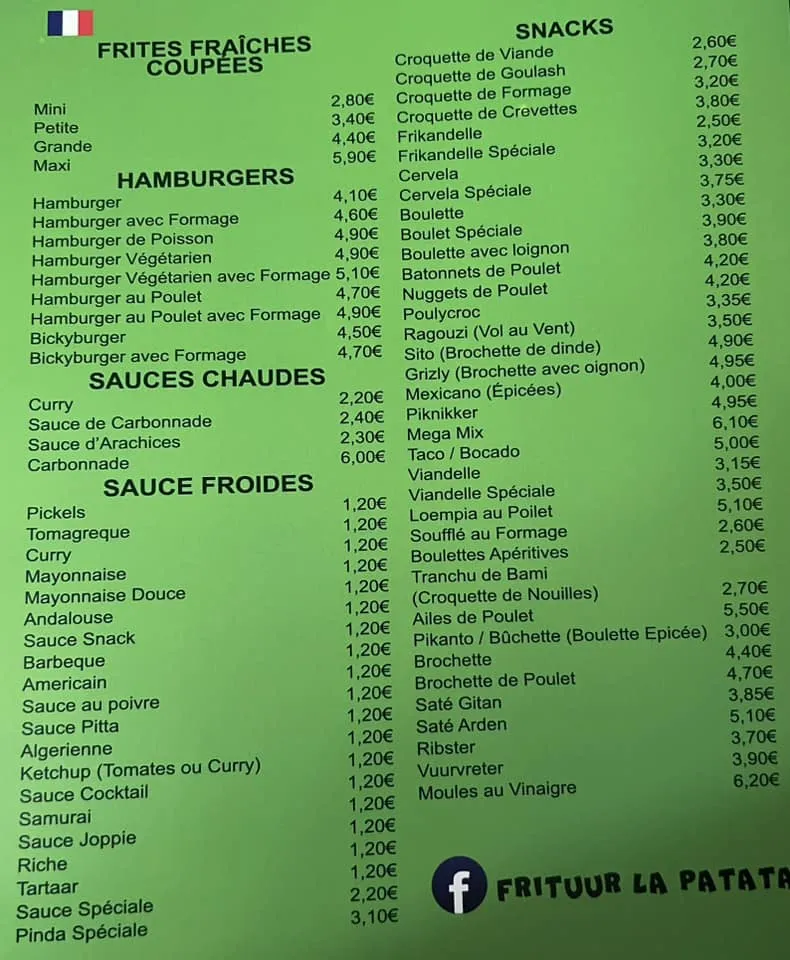 FRITES FRAÎCHES
COUPÉES
Mini 2,80€
Petite 3,40€
Grande 4,40€
Maxi 5,90€
HAMBURGERS
Hamburger 4,10€
Hamburger avec Formage 4,60€
Hamburger de Poisson 4,90€
Hamburger Végétarien 4,90€
Hamburger Végétarien avec Formage 5,10€
Hamburger au Poulet 4,70€
Hamburger au Poulet avec Formage 4,90€
Bickyburger 4,50€
Bickyburger avec Formage 4,70€
SAUCES CHAUDES
Curry 2,20€
Sauce de Carbonnade 2,40€
Sauce d'Arachices 2,30€
Carbonnade 6,00€
SAUCE FROIDES
Pickels 1,20€
Tomagreque 1,20€
Curry 1,20€
Mayonnaise 1,20€
Mayonnaise Douce 1,20€
Andalouse 1,20€
Sauce Snack 1,20€
Barbeque 1,20€
Americain 1,20€
Sauce au poivre 1,20€
Sauce Pitta 1,20€
Algerienne 1,20€
Ketchup (Tomates ou Curry) 1,20€
Sauce Cocktail 1,20€
Samurai 1,20€
Sauce Joppie 1,20€
Riche 1,20€
Tartaar 1,20€
Sauce Spéciale 2,20€
Pinda Spéciale 3,10€
SNACKS
Croquette de Viande 2,60€
Croquette de Goulash 2,70€
Croquette de Formage 3,20€
Croquette de Crevettes 3,80€
Frikandelle 2,50€
Frikandelle Spéciale 3,20€
Cervela 3,30€
Cervela Spéciale 3,75€
Boulette 3,30€
Boulet Spéciale 3,90€
Boulette avec loignon 3,80€
Batonnets de Poulet 4,20€
Nuggets de Poulet 4,20€
Poulycroc 3,35€
Ragouzi (Vol au Vent) 3,50€
Sito (Brochette de dinde) 4,90€
Grizly (Brochette avec oignon) 4,95€
Mexicano (Épicées) 4,00€
Piknikker 4,95€
Mega Mix 6,10€
Taco / Bocado 5,00€
Viandelle 3,15€
Viandelle Spéciale 3,50€
Loempia au Poilet 5,10€
Soufflé au Formage 2,60€
Boulettes Apéritives 2,50€
Tranchu de Bami
(Croquette de Nouilles) 2,70€
Ailes de Poulet 5,50€
Pikanto / Bûchette (Boulette Epicée) 3,00€
Brochette 4,40€
Brochette de Poulet 4,70€
Saté Gitan 3,85€
Saté Arden 5,10€
Ribster 3,70€
Vuurvreter 3,90€
Moules au Vinaigre 6,20€
f FRITUUR LA PATATA